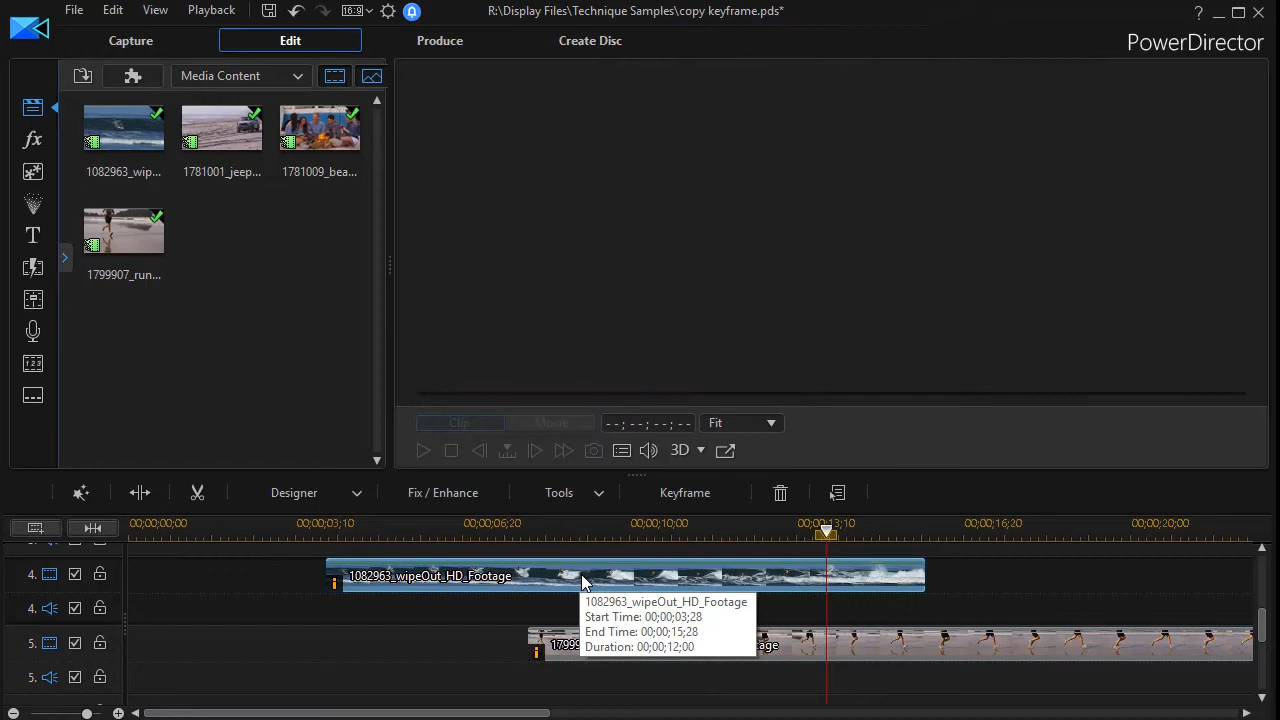 File Edit View Playback 16:9 R:\Display Files\Technique Samples\copy keyframe.pds* ?
Capture Edit Produce Create Disc PowerDirector
Media Content
1082963_wip... 1781001_jeep... 1781009_bea...
1799907_run...
fx
T
Clip Movie --;--;--;-- Fit
3D
Designer Fix / Enhance Tools Keyframe
00;00;00;00 00;00;03;10 00;00;06;20 00;00;10;00 00;00;13;10 00;00;16;20 00;00;20;00
4. 1082963_wipeOut_HD_Footage
4.
1082963_wipeOut_HD_Footage
Start Time: 00;00;03;28
End Time: 00;00;15;28
Duration: 00;00;12;00
5.
5.